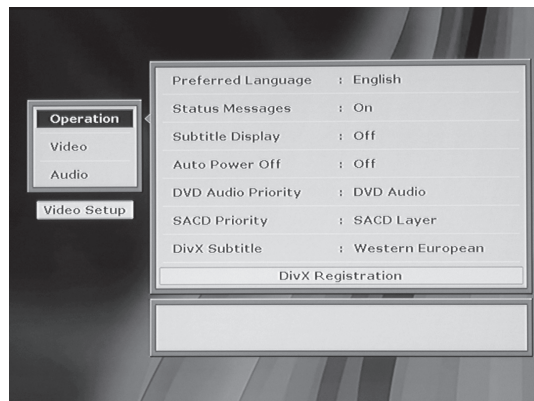 Operation
Video
Audio
Video Setup
Preferred Language : English
Status Messages : On
Subtitle Display : Off
Auto Power Off : Off
DVD Audio Priority : DVD Audio
SACD Priority : SACD Layer
DivX Subtitle : Western European
DivX Registration